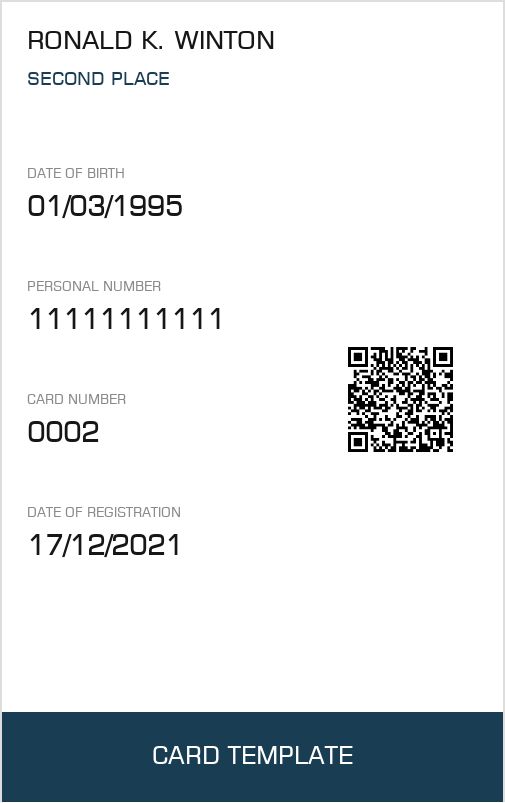 RONALD K. WINTON
SECOND PLACE
DATE OF BIRTH
01/03/1995
PERSONAL NUMBER
11111111111
CARD NUMBER
0002
DATE OF REGISTRATION
17/12/2021
CARD TEMPLATE